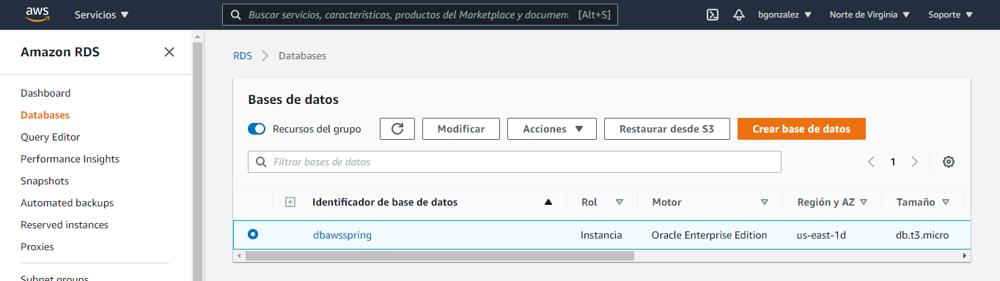 aws Servicios Buscar servicios, características, productos del Marketplace y documen [Alt+S] bgonzalez Norte de Virginia Soporte
Amazon RDS
RDS Databases
Dashboard
Databases
Query Editor
Performance Insights
Snapshots
Automated backups
Reserved instances
Proxies
Subnet groups
Bases de datos
Recursos del grupo Modificar Acciones Restaurar desde S3 Crear base de datos
Filtrar bases de datos 1
Identificador de base de datos Rol Motor Región y AZ Tamaño
dbawsspring Instancia Oracle Enterprise Edition us-east-1d db.t3.micro